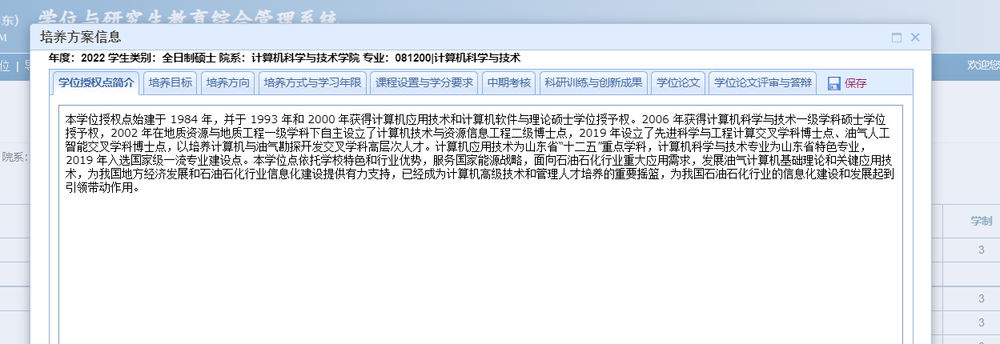 东） 学位与研究生教育综合管理系统
M
位 | 导
欢迎您
培养方案信息
年度：2022 学生类别：全日制硕士 院系：计算机科学与技术学院 专业：081200|计算机科学与技术
学位授权点简介 培养目标 培养方向 培养方式与学习年限 课程设置与学分要求 中期考核 科研训练与创新成果 学位论文 学位论文评审与答辩 保存
本学位授权点始建于 1984 年，并于 1993 年和 2000 年获得计算机应用技术和计算机软件与理论硕士学位授予权。2006 年获得计算机科学与技术一级学科硕士学位
授予权，2002 年在地质资源与地质工程一级学科下自主设立了计算机技术与资源信息工程二级博士点，2019 年设立了先进科学与工程计算交叉学科博士点、油气人工
智能交叉学科博士点，以培养计算机与油气勘探开发交叉学科高层次人才。计算机应用技术为山东省“十二五”重点学科，计算机科学与技术专业为山东省特色专业，
2019 年入选国家级一流专业建设点。本学位点依托学校特色和行业优势，服务国家能源战略，面向石油石化行业重大应用需求，发展油气计算机基础理论和关键应用技
术，为我国地方经济发展和石油石化行业信息化建设提供有力支持，已经成为计算机高级技术和管理人才培养的重要摇篮，为我国石油石化行业的信息化建设和发展起到
引领带动作用。
院系：
学制
3
3
3